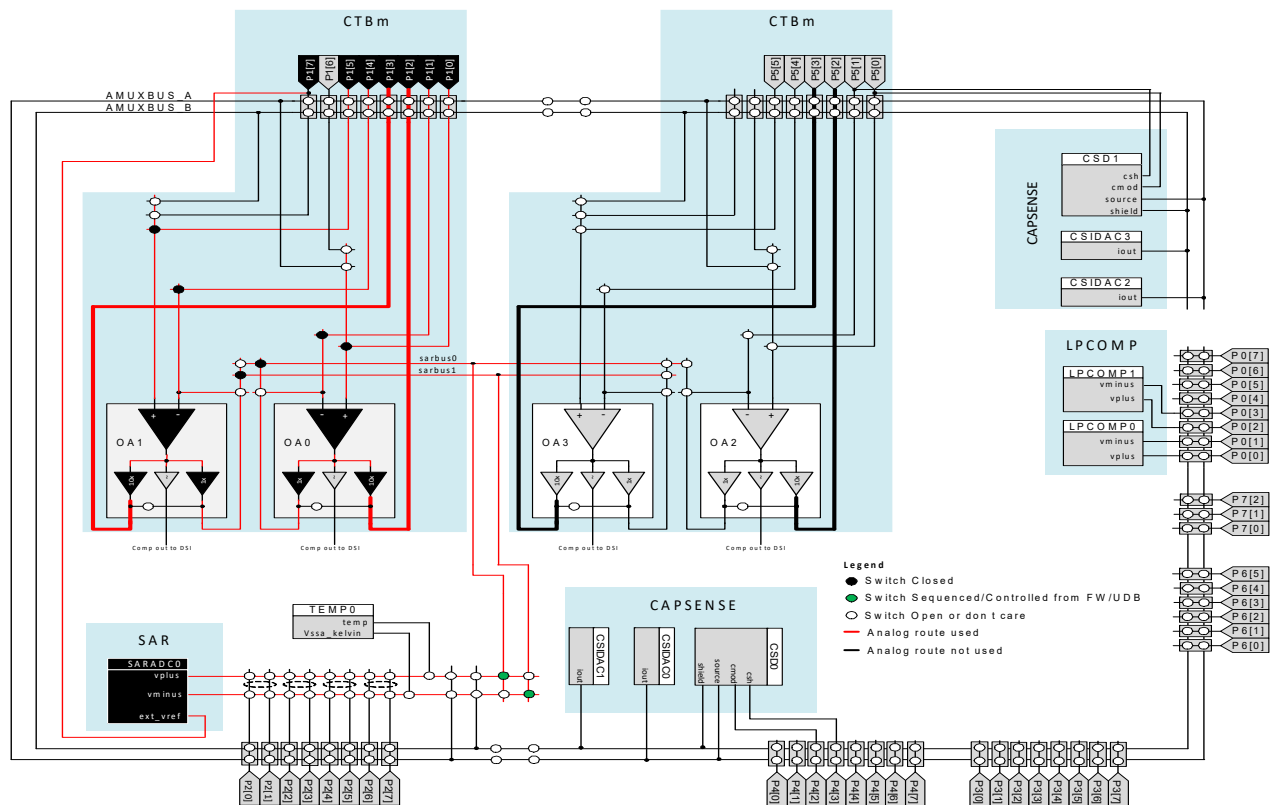 CTBm
CTBm
P1[7]
P1[6]
P1[5]
P1[4]
P1[3]
P1[2]
P1[1]
P1[0]
P5[5]
P5[4]
P5[3]
P5[2]
P5[1]
P5[0]
AMUXBUS_A
AMUXBUS_B
CAPSENSE
CSD1
csh
cmod
source
shield
CSIDAC3
iout
CSIDAC2
iout
sarbus0
sarbus1
LPCOMP
LPCOMP1
vminus
vplus
LPCOMP0
vminus
vplus
P0[7]
P0[6]
P0[5]
P0[4]
P0[3]
P0[2]
P0[1]
P0[0]
P7[2]
P7[1]
P7[0]
P6[5]
P6[4]
P6[3]
P6[2]
P6[1]
P6[0]
+ -
- +
+ -
- +
OA1
OA0
OA3
OA2
10x
1x
1x
10x
10x
1x
1x
10x
Comp out to DSI
Comp out to DSI
Comp out to DSI
Comp out to DSI
Legend
Switch Closed
Switch Sequenced/Controlled from FW/UDB
Switch Open or don t care
Analog route used
Analog route not used
SAR
SARADC0
vplus
vminus
ext_vref
TEMP0
temp
Vssa_kelvin
CAPSENSE
CSIDAC1
iout
CSIDAC0
iout
CSD0
shield
source
cmod
csh
P2[0]
P2[1]
P2[2]
P2[3]
P2[4]
P2[5]
P2[6]
P2[7]
P4[0]
P4[1]
P4[2]
P4[3]
P4[4]
P4[5]
P4[6]
P4[7]
P3[0]
P3[1]
P3[2]
P3[3]
P3[4]
P3[5]
P3[6]
P3[7]